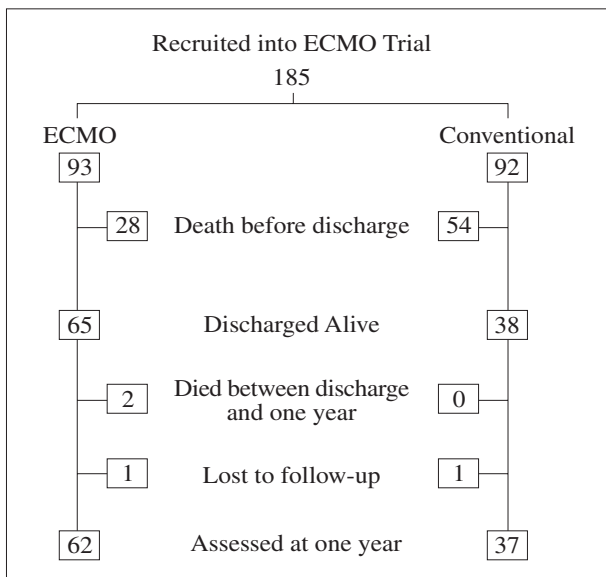 Recruited into ECMO Trial
185
ECMO Conventional
93 92
28 Death before discharge 54
65 Discharged Alive 38
2 Died between discharge 0
and one year
1 Lost to follow-up 1
62 Assessed at one year 37